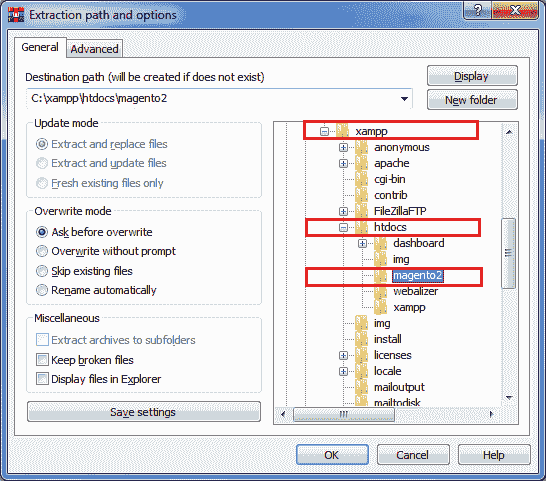 Extraction path and options
General
Advanced
Destination path (will be created if does not exist)
C:\xampp\htdocs\magento2
Display
New folder
Update mode
Extract and replace files
Extract and update files
Fresh existing files only
Overwrite mode
Ask before overwrite
Overwrite without prompt
Skip existing files
Rename automatically
Miscellaneous
Extract archives to subfolders
Keep broken files
Display files in Explorer
Save settings
xampp
anonymous
apache
cgi-bin
contrib
FileZillaFTP
htdocs
dashboard
img
magento2
webalizer
xampp
img
install
licenses
locale
mailoutput
mailtodisk
OK
Cancel
Help